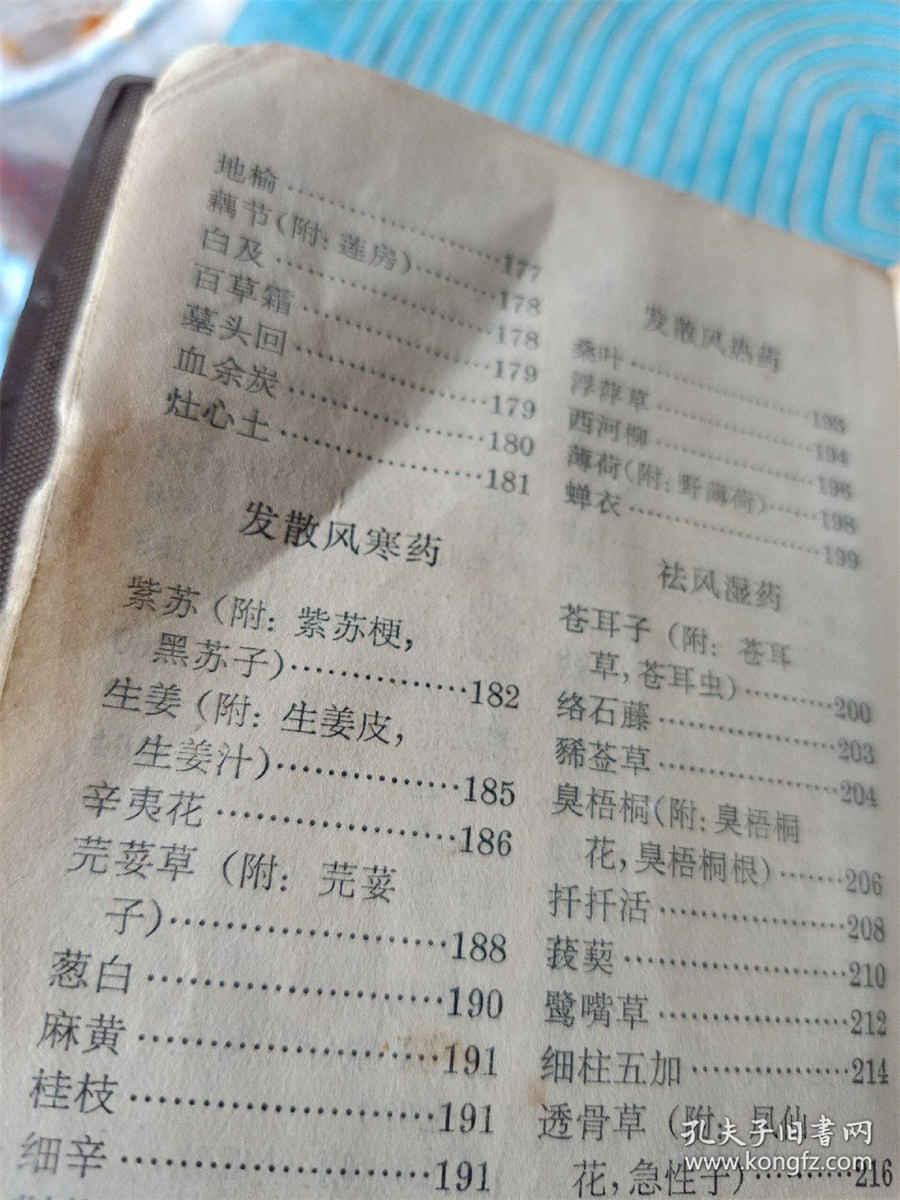 地榆……177
藕节(附: 莲房)……178
白及……178
百草霜……179
墓头回……179
血余炭……180
灶心土……181
发散风寒药
紫苏(附: 紫苏梗,
黑苏子)……182
生姜(附: 生姜皮,
生姜汁)……185
辛夷花……186
芫荽草 (附: 芫荽
子)……188
葱白……190
麻黄……191
桂枝……191
细辛……191
发散风热药
桑叶……193
浮萍草……194
西河柳……196
薄荷(附: 野薄荷)……198
蝉衣……199
祛风湿药
苍耳子 (附: 苍耳
草, 苍耳虫)……200
络石藤……203
豨莶草……204
臭梧桐(附: 臭梧桐
花, 臭梧桐根)……206
扦扦活……208
菝葜……210
鹭嘴草……212
细柱五加……214
透骨草 (附: 凤仙
花, 急性子)……216
孔夫子旧书网
www.kongfz.com